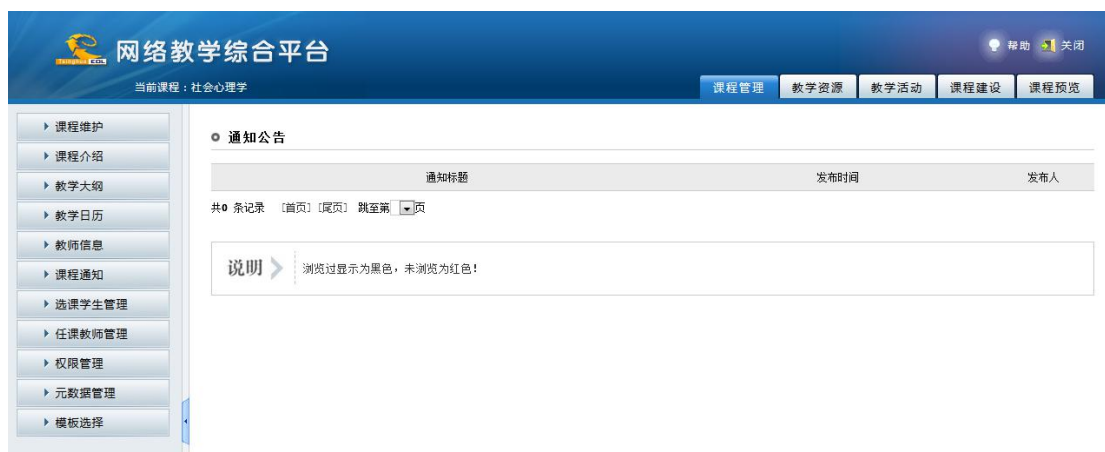 网络教学综合平台
帮助 关闭
当前课程：社会心理学
课程管理 教学资源 教学活动 课程建设 课程预览
课程维护
课程介绍
教学大纲
教学日历
教师信息
课程通知
选课学生管理
任课教师管理
权限管理
元数据管理
模板选择
通知公告
通知标题 发布时间 发布人
共0 条记录 [首页] [尾页] 跳至第 页
说明 浏览过显示为黑色，未浏览为红色！